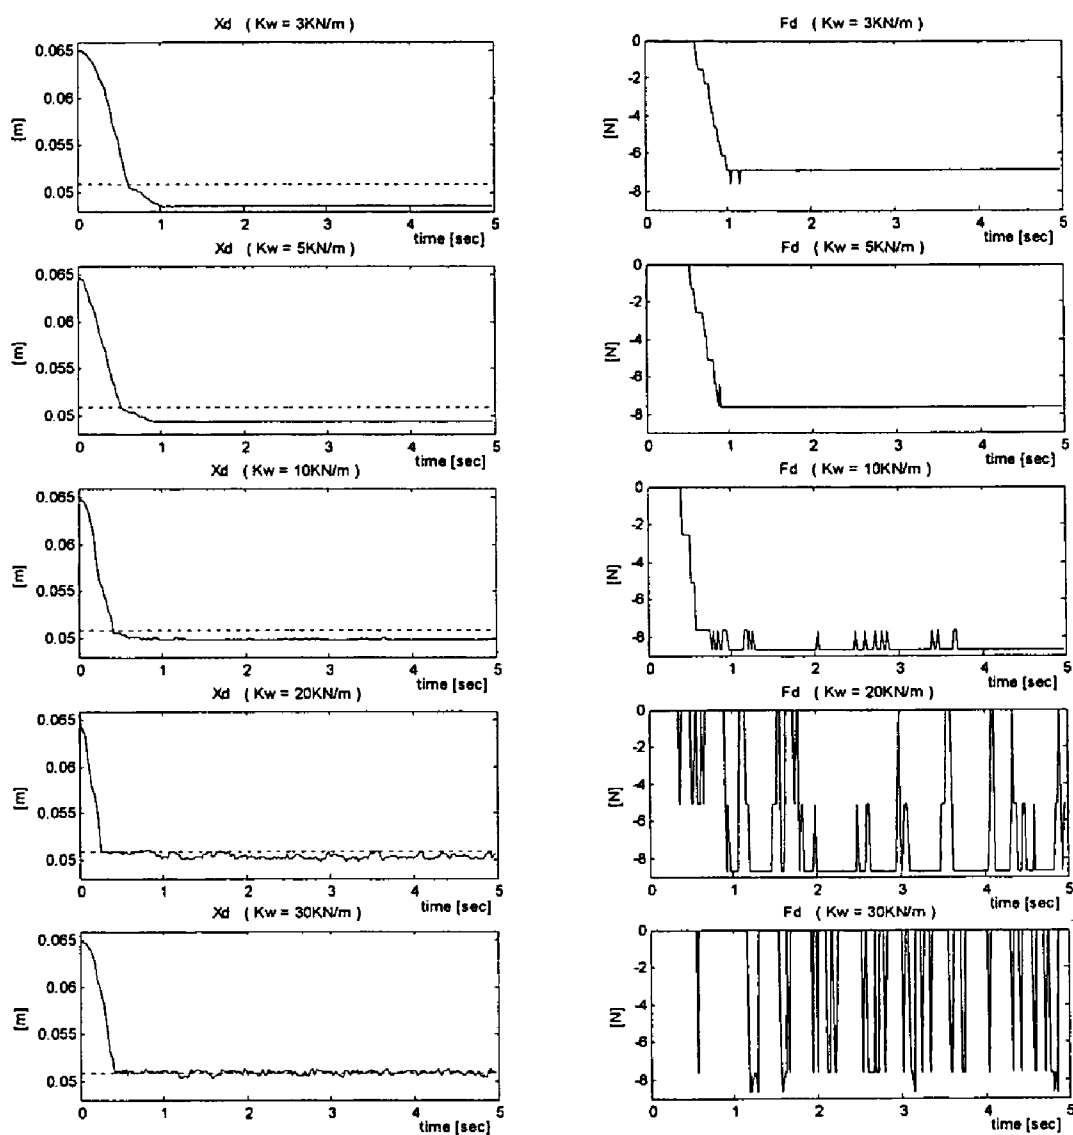 Xd ( Kw = 3KN/m )
0.065
0.06
0.055
0.05
[m]
0 1 2 3 4 5
time [sec]
Fd ( Kw = 3KN/m )
0
-2
-4
-6
-8
[N]
0 1 2 3 4 5
time [sec]
Xd ( Kw = 5KN/m )
0.065
0.06
0.055
0.05
[m]
0 1 2 3 4 5
time [sec]
Fd ( Kw = 5KN/m )
0
-2
-4
-6
-8
[N]
0 1 2 3 4 5
time [sec]
Xd ( Kw = 10KN/m )
0.065
0.06
0.055
0.05
[m]
0 1 2 3 4 5
time [sec]
Fd ( Kw = 10KN/m )
0
-2
-4
-6
-8
[N]
0 1 2 3 4 5
time [sec]
Xd ( Kw = 20KN/m )
0.065
0.06
0.055
0.05
[m]
0 1 2 3 4 5
time [sec]
Fd ( Kw = 20KN/m )
0
-2
-4
-6
-8
[N]
0 1 2 3 4 5
time [sec]
Xd ( Kw = 30KN/m )
0.065
0.06
0.055
0.05
[m]
0 1 2 3 4 5
time [sec]
Fd ( Kw = 30KN/m )
0
-2
-4
-6
-8
[N]
0 1 2 3 4 5
time [sec]